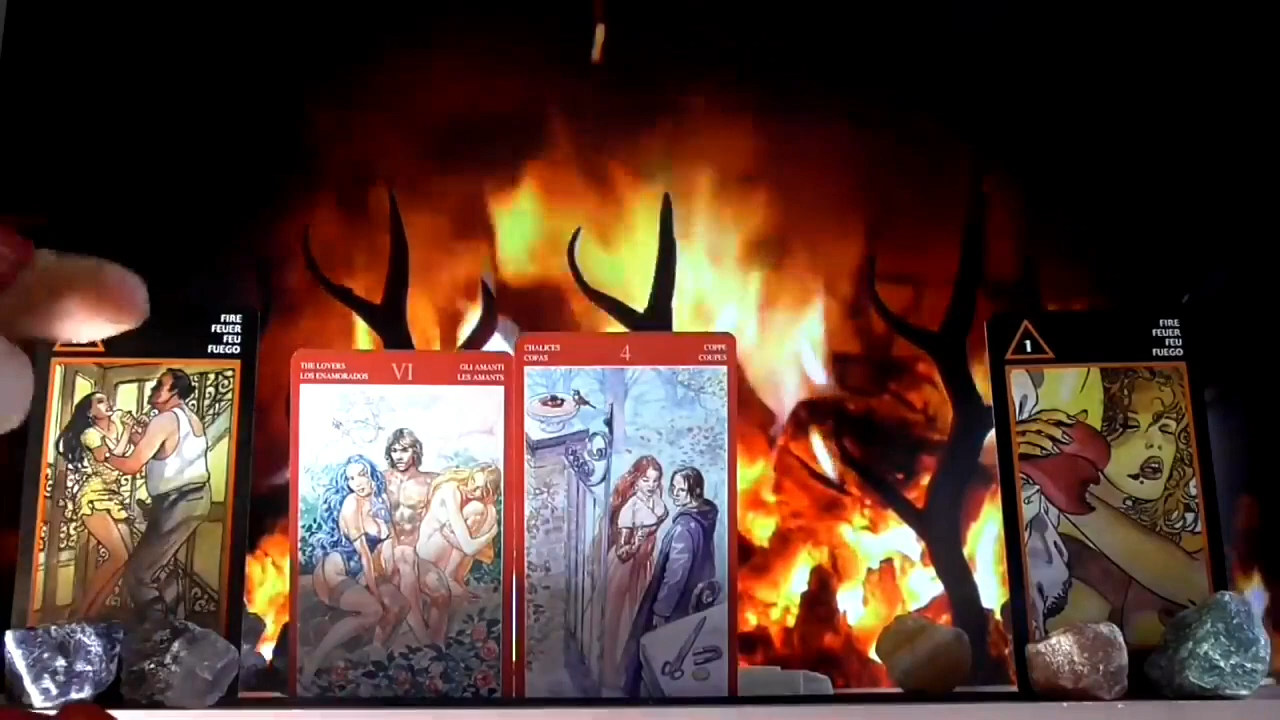 FIRE
FEUER
FEU
FUEGO
THE LOVERS
LOS ENAMORADOS
VI
GLI AMANTI
LES AMANTS
CHALICES
COPAS
4
COPPE
COUPES
1
FIRE
FEUER
FEU
FUEGO